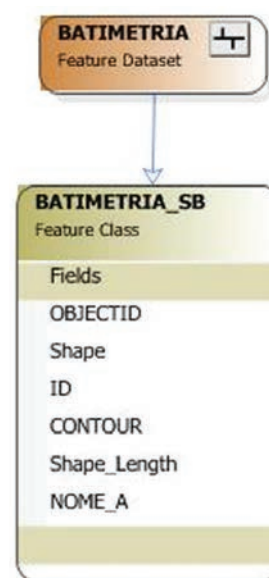 BATIMETRIA
Feature Dataset
BATIMETRIA_SB
Feature Class
Fields
OBJECTID
Shape
ID
CONTOUR
Shape_Length
NOME_A